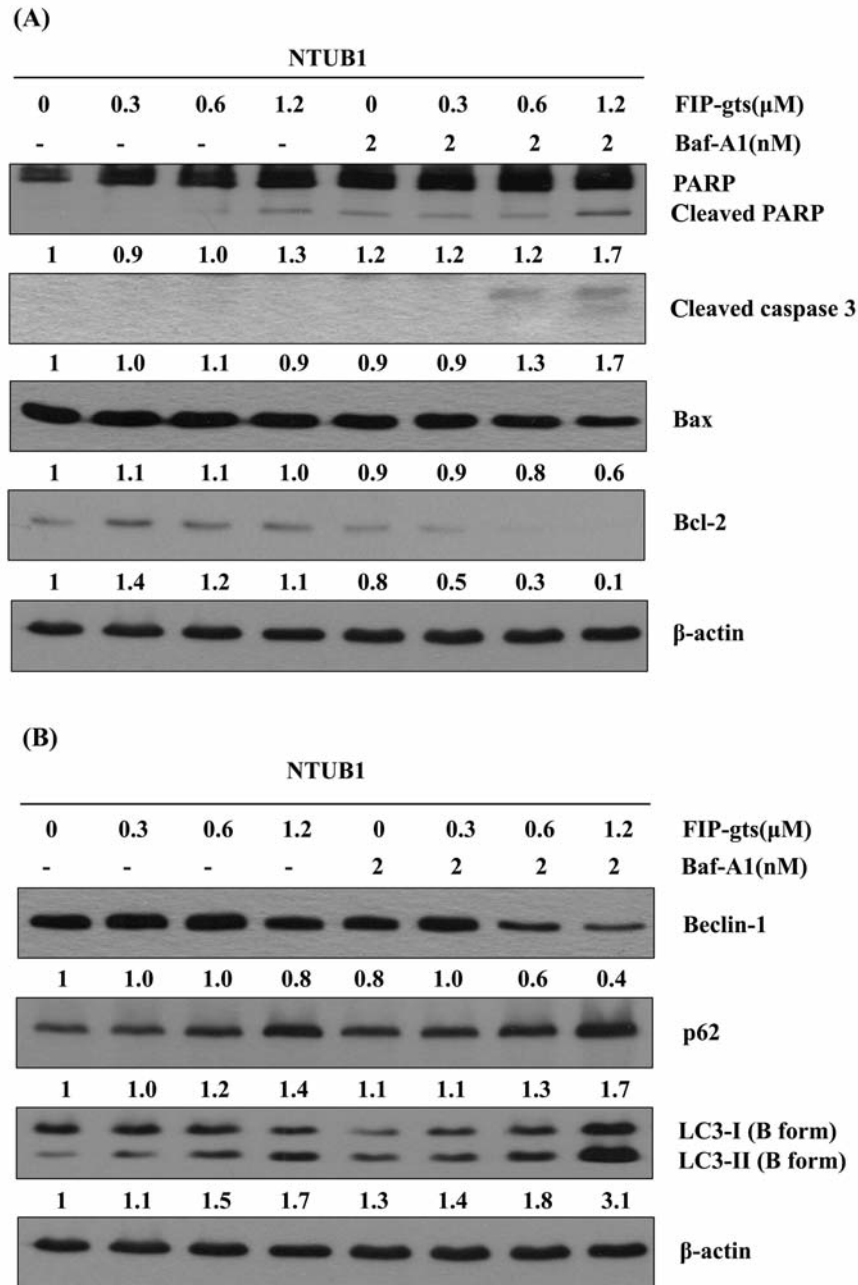 (A)
NTUB1
0 0.3 0.6 1.2 0 0.3 0.6 1.2 FIP-gts(μM)
- - - - 2 2 2 2 Baf-A1(nM)
PARP
Cleaved PARP
1 0.9 1.0 1.3 1.2 1.2 1.2 1.7
Cleaved caspase 3
1 1.0 1.1 0.9 0.9 0.9 1.3 1.7
Bax
1 1.1 1.1 1.0 0.9 0.9 0.8 0.6
Bcl-2
1 1.4 1.2 1.1 0.8 0.5 0.3 0.1
β-actin
(B)
NTUB1
0 0.3 0.6 1.2 0 0.3 0.6 1.2 FIP-gts(μM)
- - - - 2 2 2 2 Baf-A1(nM)
Beclin-1
1 1.0 1.0 0.8 0.8 1.0 0.6 0.4
p62
1 1.0 1.2 1.4 1.1 1.1 1.3 1.7
LC3-I (B form)
LC3-II (B form)
1 1.1 1.5 1.7 1.3 1.4 1.8 3.1
β-actin